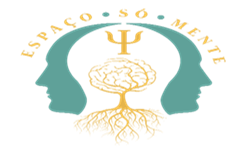 ESPAÇO • SÓ • MENTE
Ψ